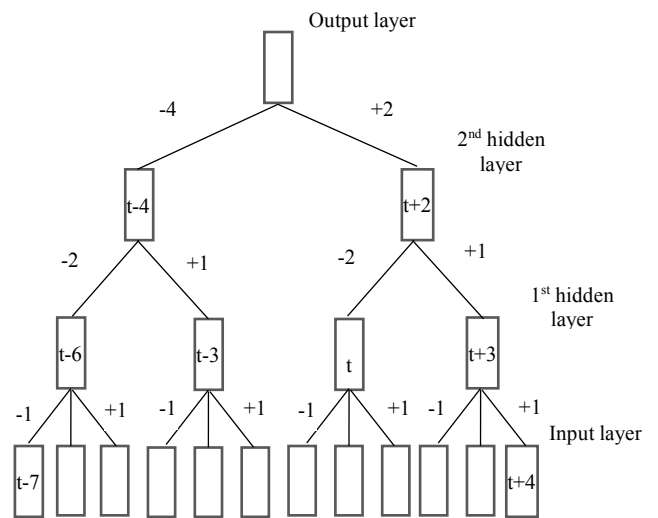 Output layer
-4
+2
2nd hidden
layer
t-4
t+2
-2
+1
-2
+1
1st hidden
layer
t-6
t-3
t
t+3
-1
+1
-1
+1
-1
+1
-1
+1
Input layer
t-7
t+4